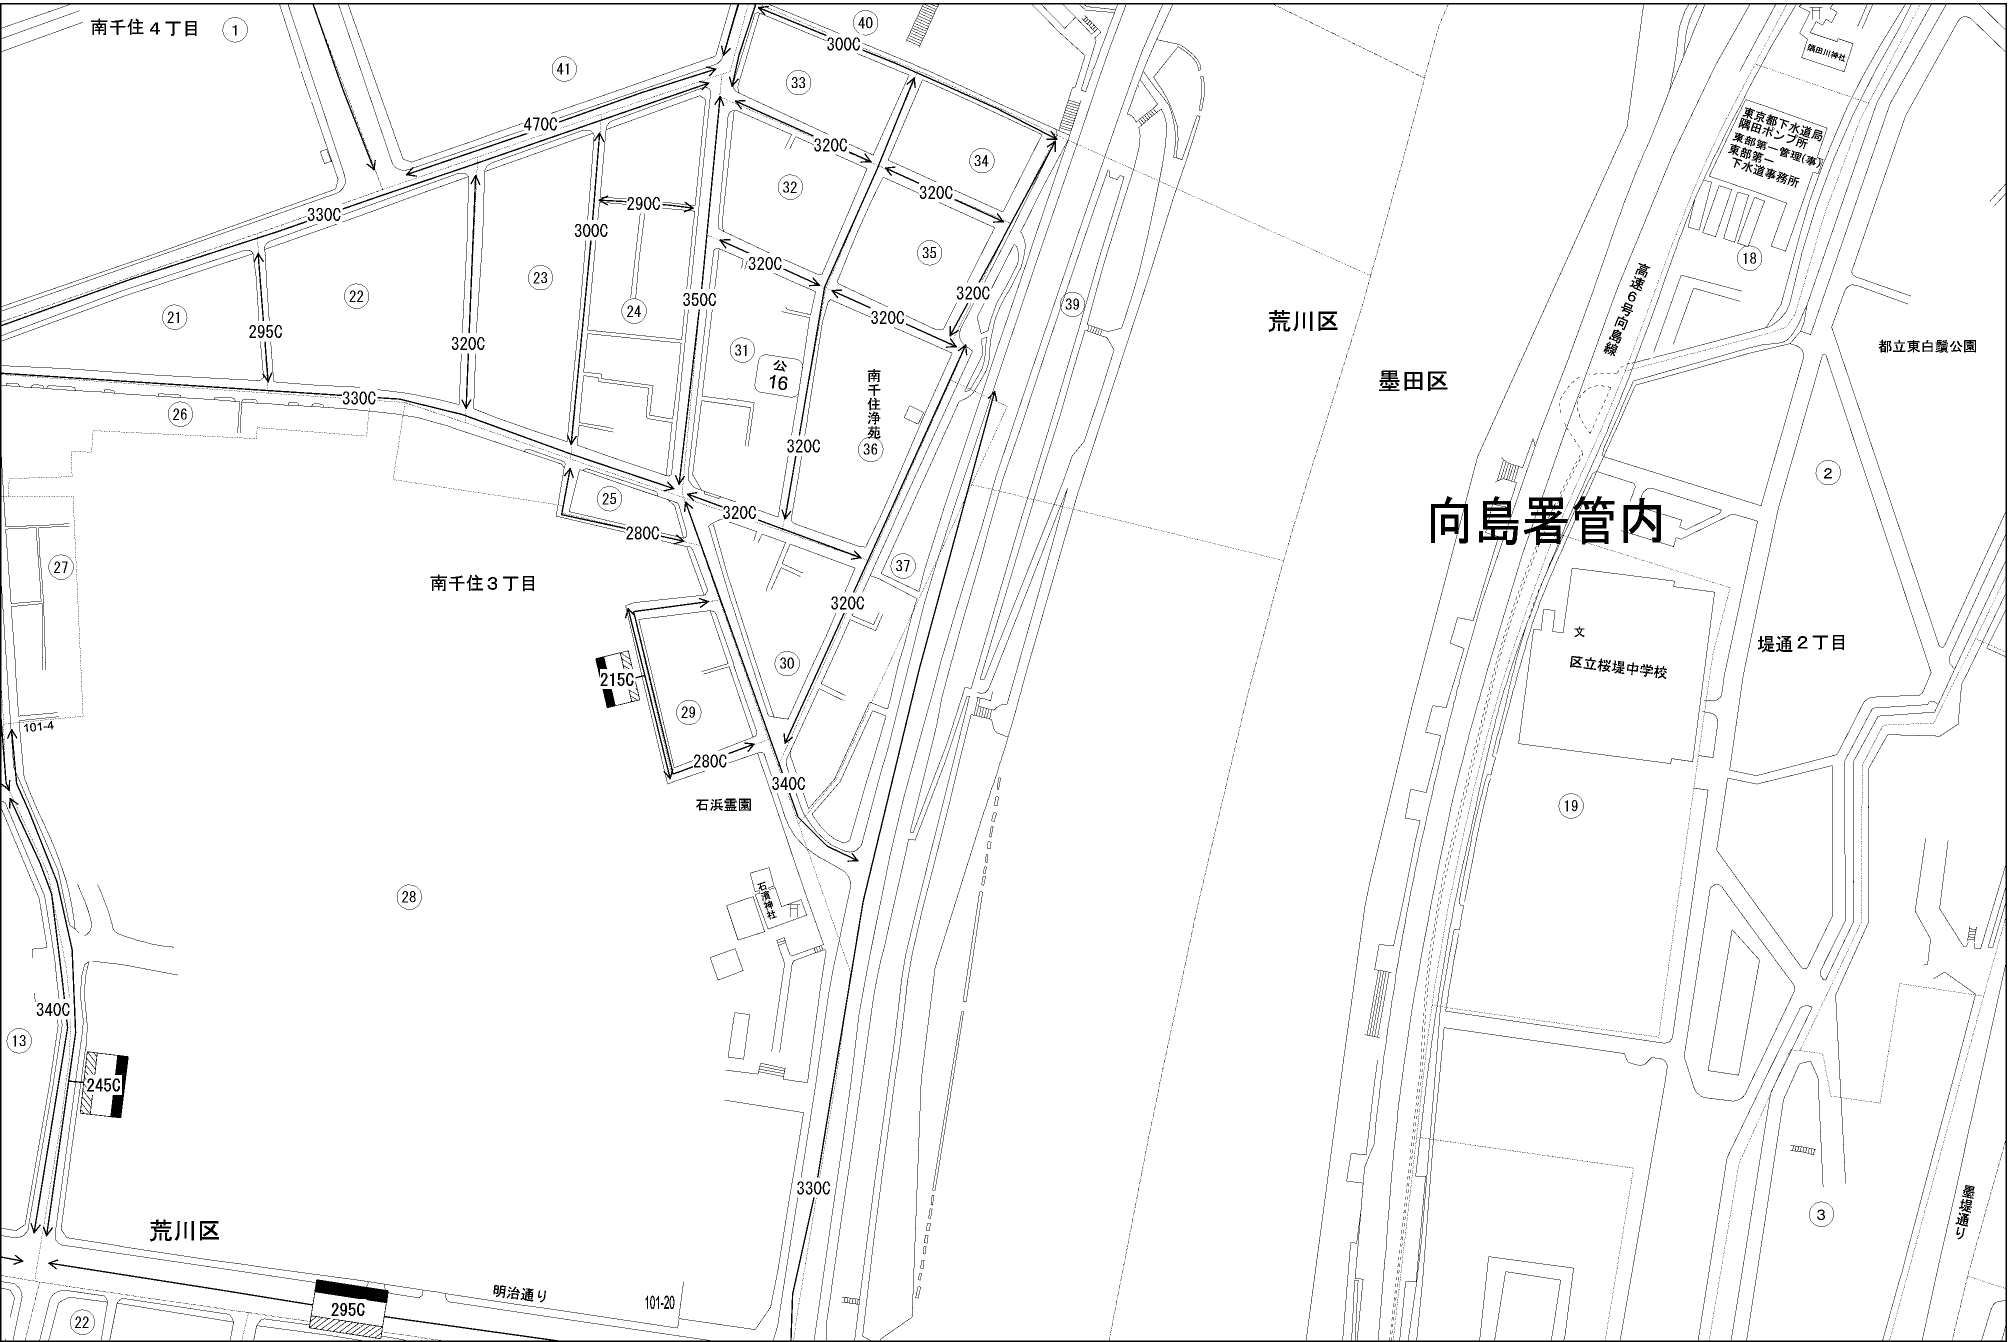 南千住４丁目
1
40
300C
隅田川神社
41
33
東京都下水道局
隅田ポンプ所
東部第一管理(事)
東部第一
下水道事務所
470C
320C
34
32
320C
330C
290C
300C
35
320C
18
高速６号向島線
23
22
24
350C
320C
39
21
295C
320C
320C
荒川区
都立東白鬚公園
31
公
16
南千住浄苑
墨田区
330C
26
320C
36
2
25
320C
280C
向島署管内
27
37
南千住３丁目
320C
文
区立桜堤中学校
堤通２丁目
30
215C
29
101-4
280C
340C
石浜霊園
19
28
石濱神社
340C
13
245C
330C
3
墨堤通り
荒川区
明治通り
101-20
295C
22